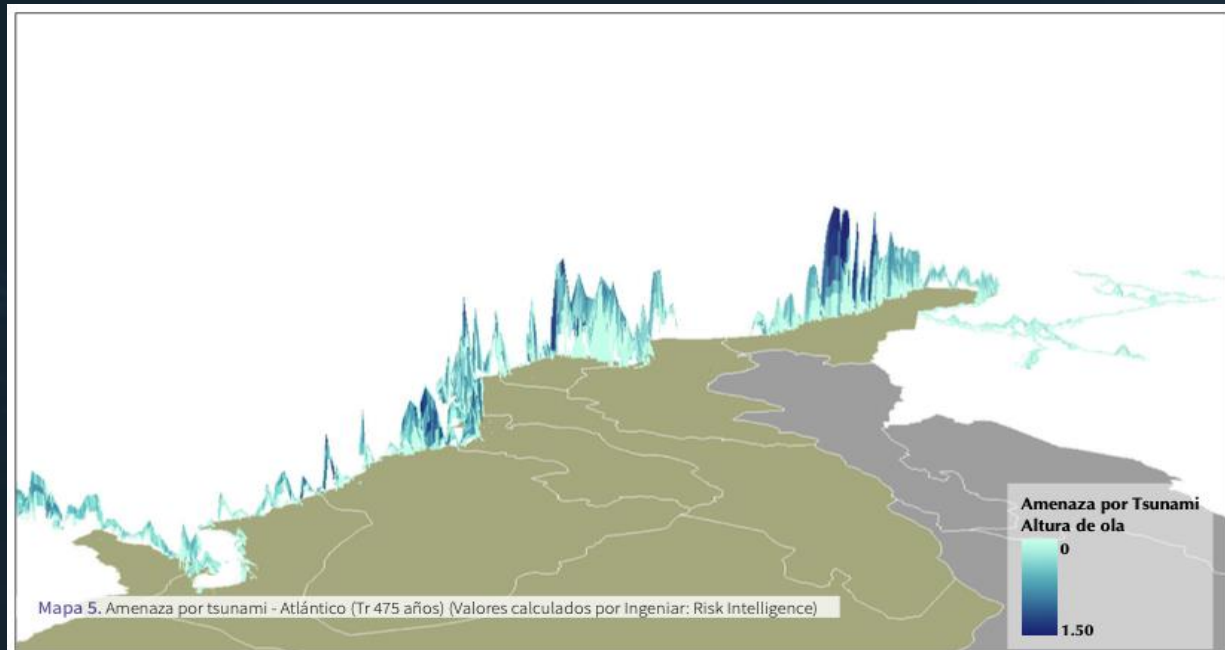 Amenaza por Tsunami
Altura de ola
0
1.50
Mapa 5. Amenaza por tsunami - Atlántico (Tr 475 años) (Valores calculados por Ingeniar: Risk Intelligence)